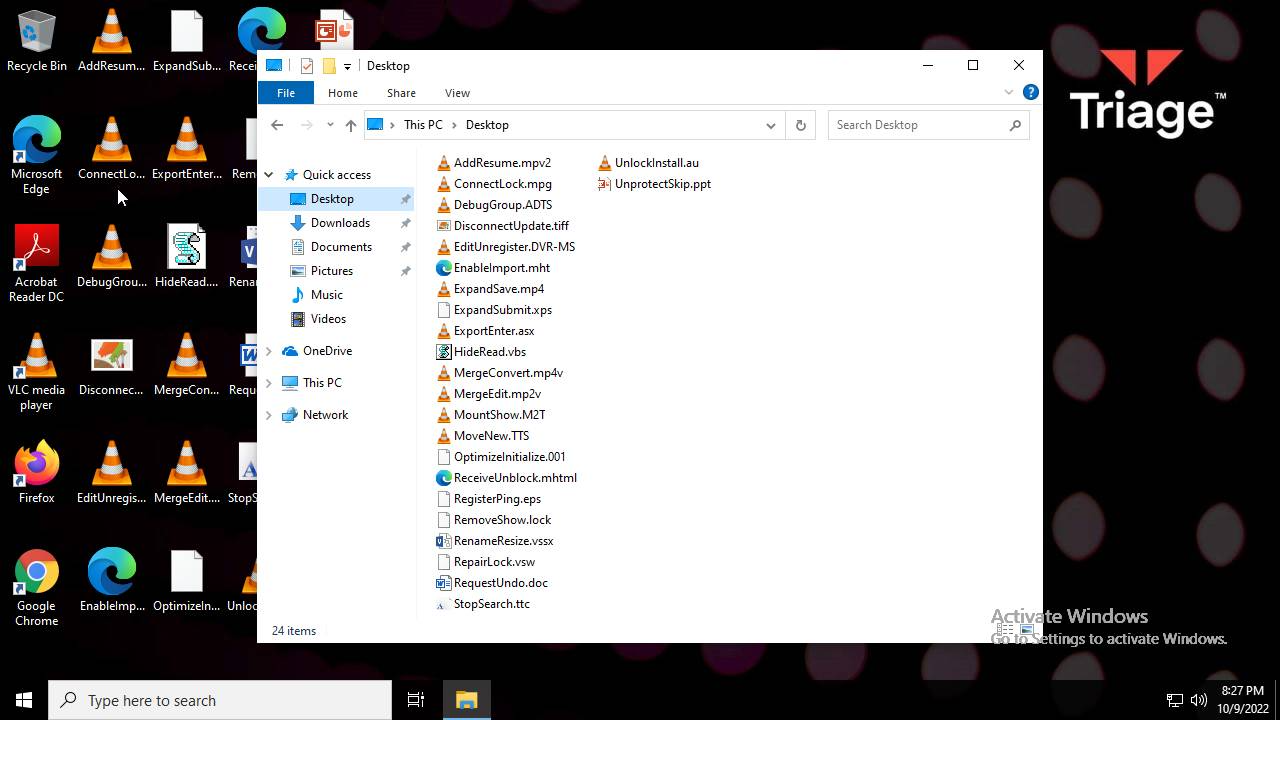 Recycle Bin
AddResum...
ExpandSub...
Recei
Microsoft
Edge
ConnectLo...
ExportEnter...
Rem
Acrobat
Reader DC
DebugGrou...
HideRead....
Rena
VLC media
player
Disconnec...
MergeCon...
Requ
Firefox
EditUnregis...
MergeEdit....
StopS
Google
Chrome
EnableImp...
OptimizeIn...
Unloc
Desktop
File
Home
Share
View
This PC
Desktop
Search Desktop
Quick access
Desktop
Downloads
Documents
Pictures
Music
Videos
OneDrive
This PC
Network
AddResume.mpv2
ConnectLock.mpg
DebugGroup.ADTS
DisconnectUpdate.tiff
EditUnregister.DVR-MS
EnableImport.mht
ExpandSave.mp4
ExpandSubmit.xps
ExportEnter.asx
HideRead.vbs
MergeConvert.mp4v
MergeEdit.mp2v
MountShow.M2T
MoveNew.TTS
OptimizeInitialize.001
ReceiveUnblock.mhtml
RegisterPing.eps
RemoveShow.lock
RenameResize.vssx
RepairLock.vsw
RequestUndo.doc
StopSearch.ttc
UnlockInstall.au
UnprotectSkip.ppt
24 items
Triage™
Activate Windows
Go to Settings to activate Windows.
Type here to search
8:27 PM
10/9/2022